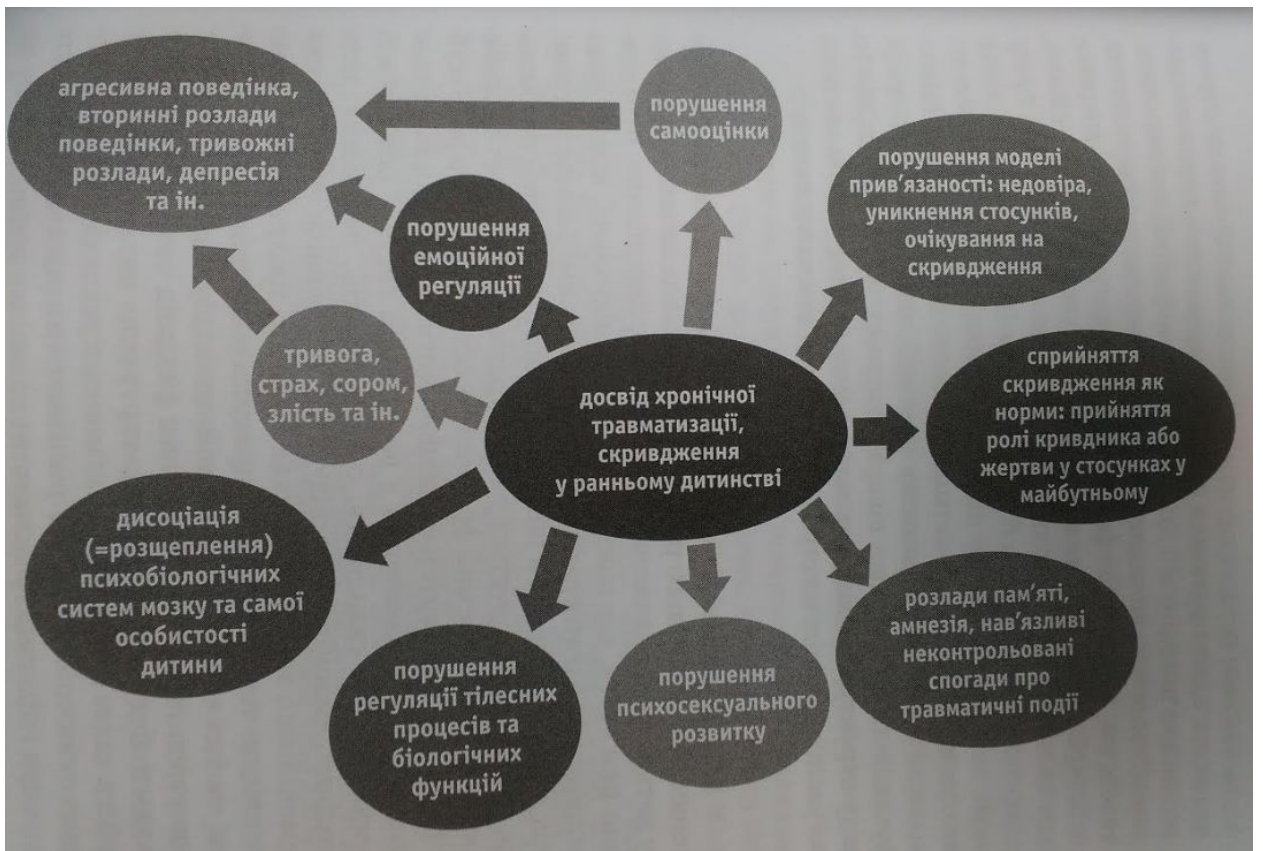 агресивна поведінка,
вторинні розлади
поведінки, тривожні
розлади, депресія
та ін.
порушення
самооцінки
порушення моделі
прив'язаності: недовіра,
уникнення стосунків,
очікування на
скривдження
порушення
емоційної
регуляції
тривога,
страх, сором,
злість та ін.
досвід хронічної
травматизації,
скривдження
у ранньому дитинстві
сприйняття
скривдження як
норми: прийняття
ролі кривдника або
жертви у стосунках у
майбутньому
дисоціація
(=розщеплення)
психобіологічних
систем мозку та самої
особистості
дитини
порушення
регуляції тілесних
процесів та
біологічних
функцій
порушення
психосексуального
розвитку
розлади пам'яті,
амнезія, нав'язливі
неконтрольовані
спогади про
травматичні події